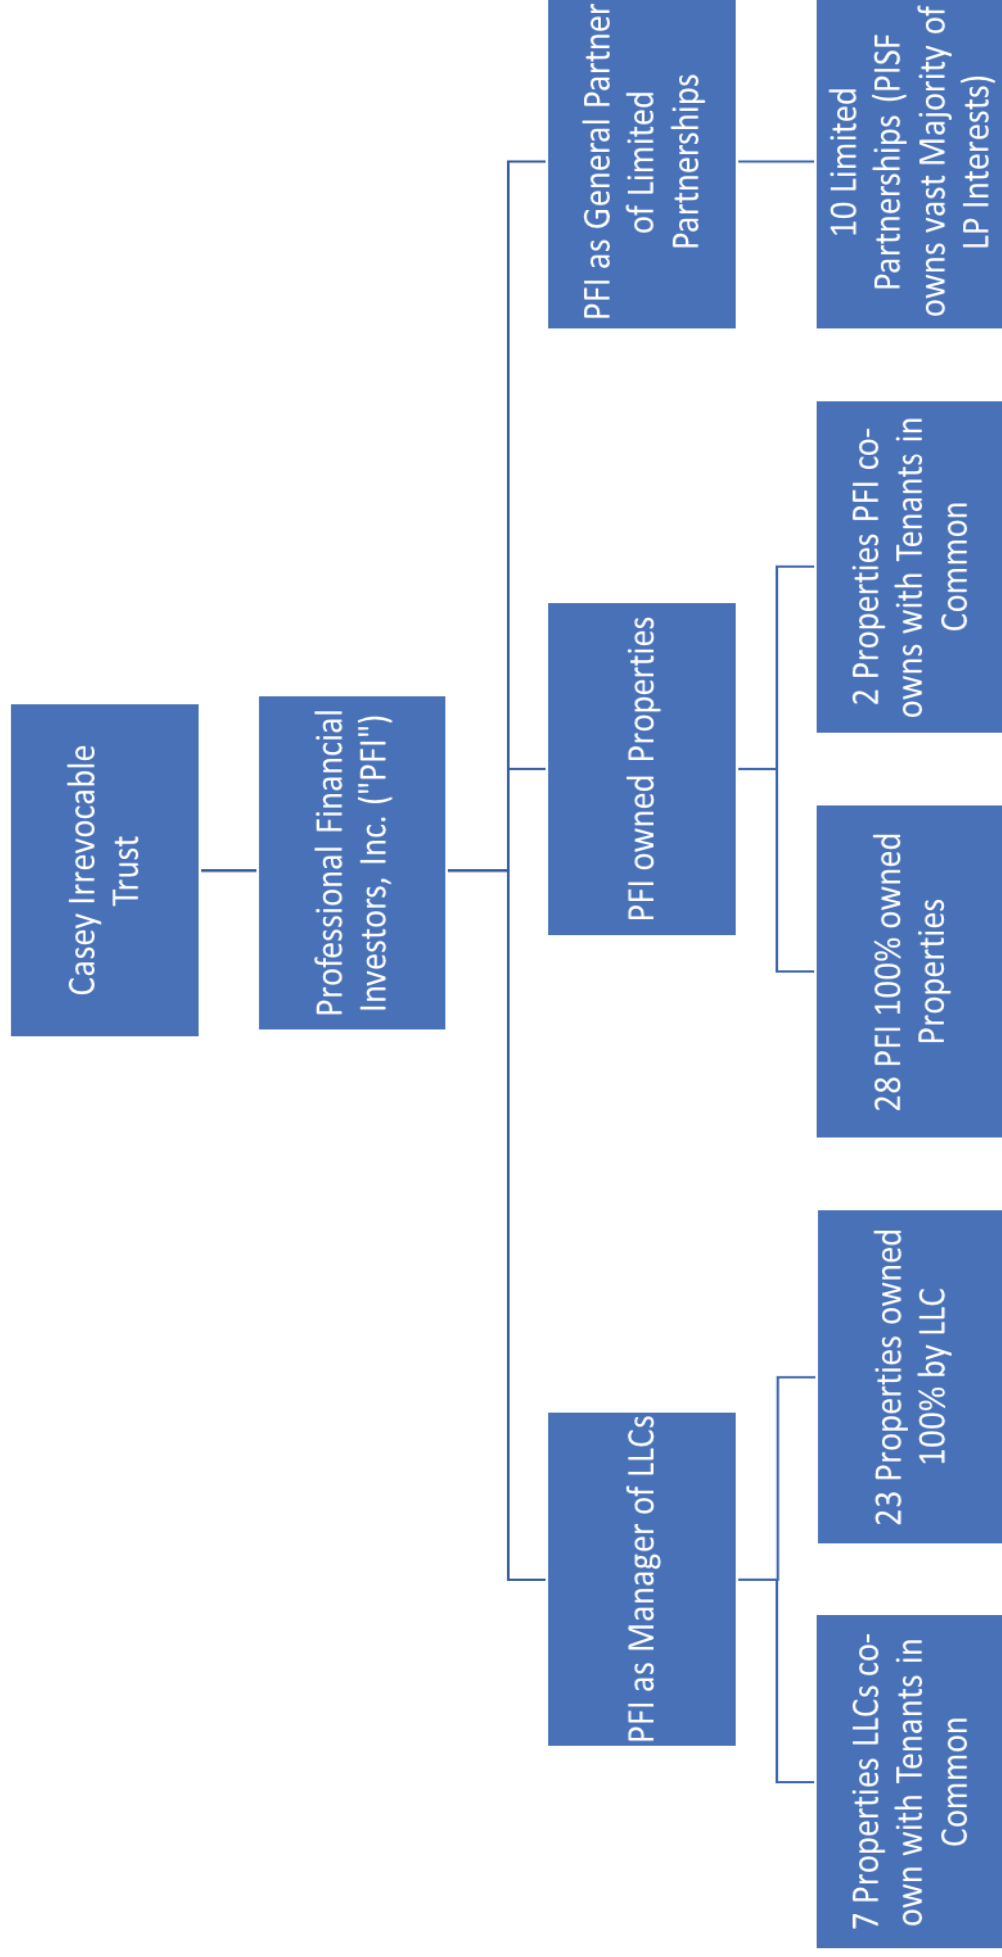 Casey Irrevocable
Trust
Professional Financial
Investors, Inc. ("PFI")
PFI as Manager of LLCs
PFI owned Properties
PFI as General Partner
of Limited
Partnerships
7 Properties LLCs co-
own with Tenants in
Common
23 Properties owned
100% by LLC
28 PFI 100% owned
Properties
2 Properties PFI co-
owns with Tenants in
Common
10 Limited
Partnerships (PISF
owns vast Majority of
LP Interests)